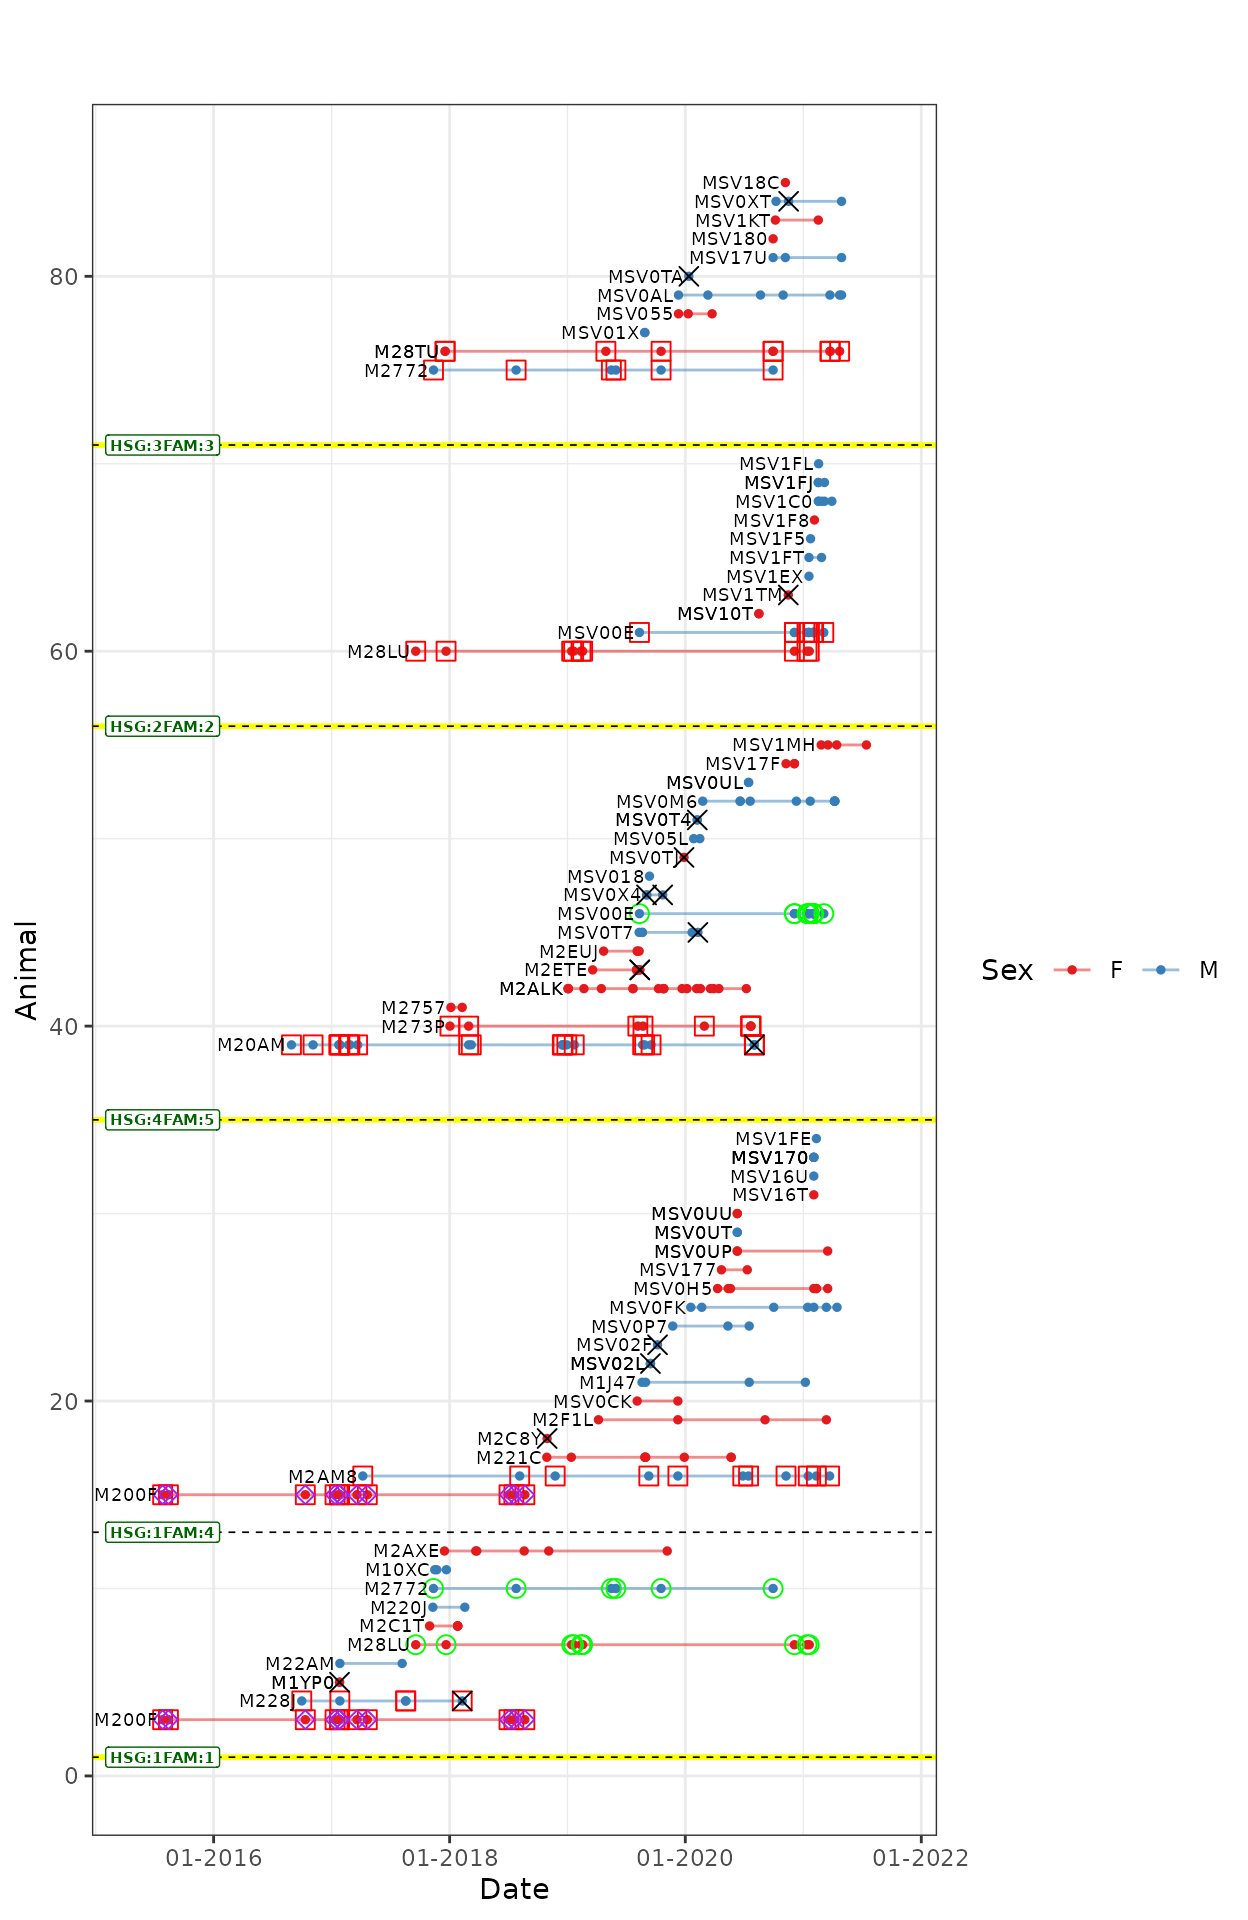 MSV18C
MSV0XT
MSV1KT
MSV180
MSV17U
80
MSV0TA
MSV0AL
MSV055
MSV01X
M28TU
M2772
HSG:3FAM:3
MSV1FL
MSV1FJ
MSV1C0
MSV1F8
MSV1F5
MSV1FT
MSV1EX
MSV1TM
MSV10T
MSV00E
60
M28LU
HSG:2FAM:2
MSV1MH
MSV17F
MSV0UL
MSV0M6
MSV0T4
MSV05L
MSV0TJ
MSV018
MSV0X4
MSV00E
MSV0T7
M2EUJ
M2ETE
M2ALK
M2757
40
M273P
M20AM
Animal
Sex F M
HSG:4FAM:5
MSV1FE
MSV170
MSV16U
MSV16T
MSV0UU
MSV0UT
MSV0UP
MSV177
MSV0H5
MSV0FK
MSV0P7
MSV02F
MSV02L
M1J47
20
MSV0CK
M2F1L
M2C8Y
M221C
M2AM8
M200F
HSG:1FAM:4
M2AXE
M10XC
M2772
M220J
M2C1T
M28LU
M22AM
M1YP0
M228J
M200F
HSG:1FAM:1
0
01-2016 01-2018 01-2020 01-2022
Date